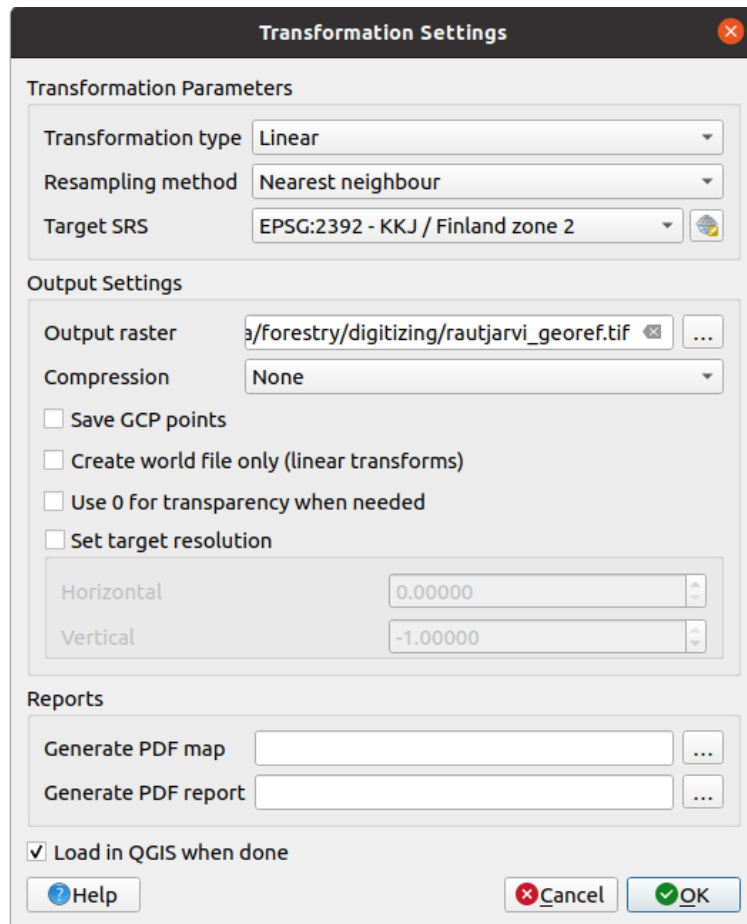 Transformation Settings
Transformation Parameters
Transformation type Linear
Resampling method Nearest neighbour
Target SRS EPSG:2392 - KKJ / Finland zone 2
Output Settings
Output raster a/forestry/digitizing/rautjarvi_georef.tif ...
Compression None
Save GCP points
Create world file only (linear transforms)
Use 0 for transparency when needed
Set target resolution
Horizontal 0.00000
Vertical -1.00000
Reports
Generate PDF map ...
Generate PDF report ...
Load in QGIS when done
Help Cancel OK